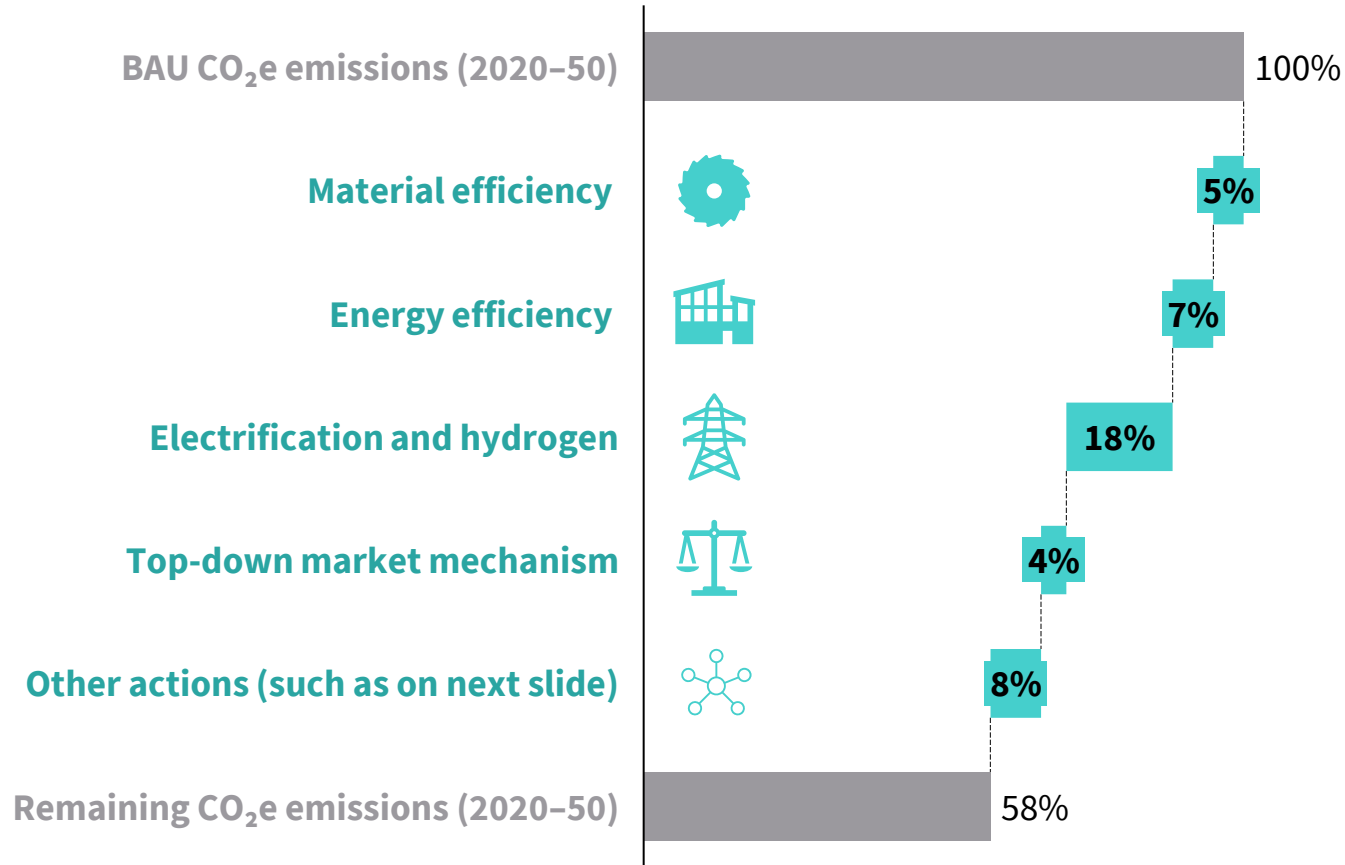 BAU CO₂e emissions (2020–50) 100%
Material efficiency 5%
Energy efficiency 7%
Electrification and hydrogen 18%
Top-down market mechanism 4%
Other actions (such as on next slide) 8%
Remaining CO₂e emissions (2020–50) 58%